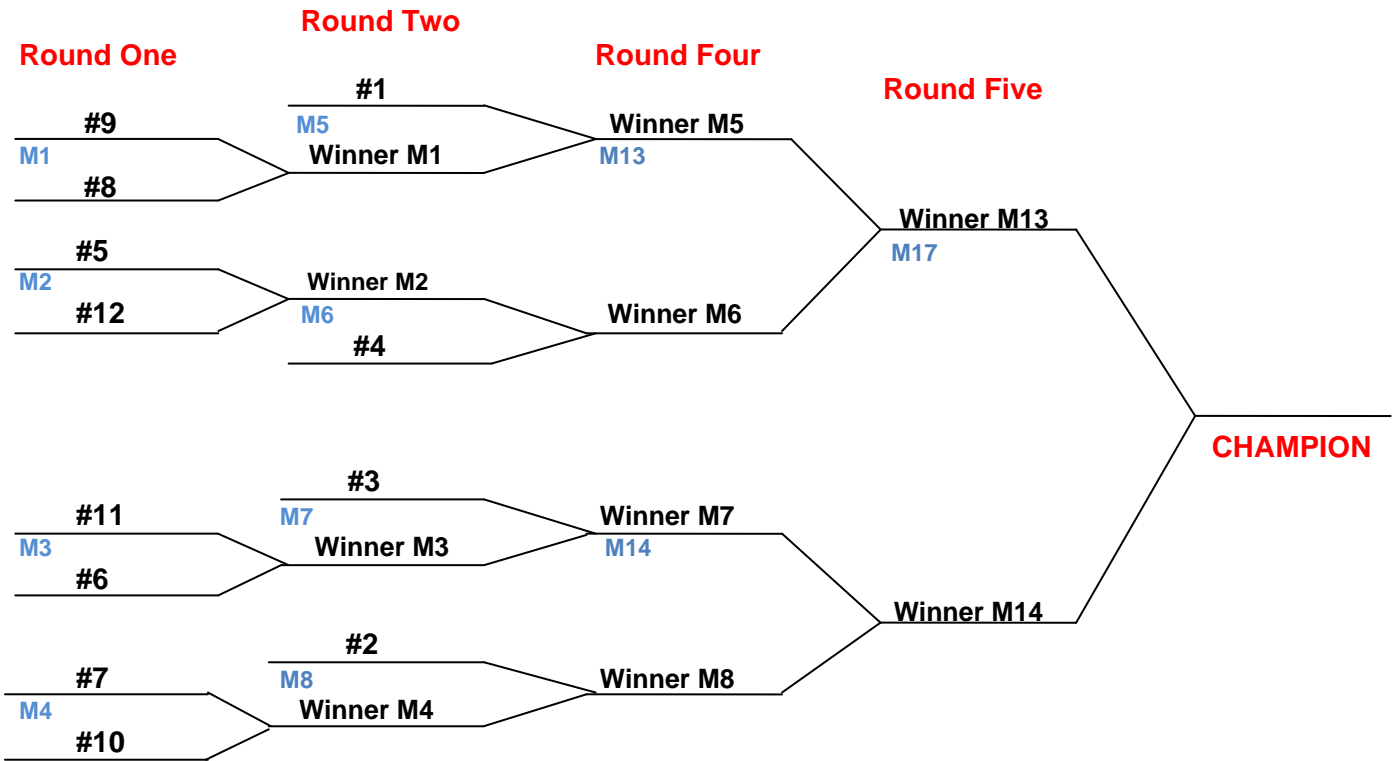 Round Two
Round One
Round Four
Round Five
#1
#9
M5
Winner M5
M1
Winner M1
M13
#8
Winner M13
#5
M17
M2
Winner M2
#12
M6
Winner M6
#4
CHAMPION
#3
#11
M7
Winner M7
M3
Winner M3
M14
#6
Winner M14
#2
#7
M8
Winner M8
M4
Winner M4
#10